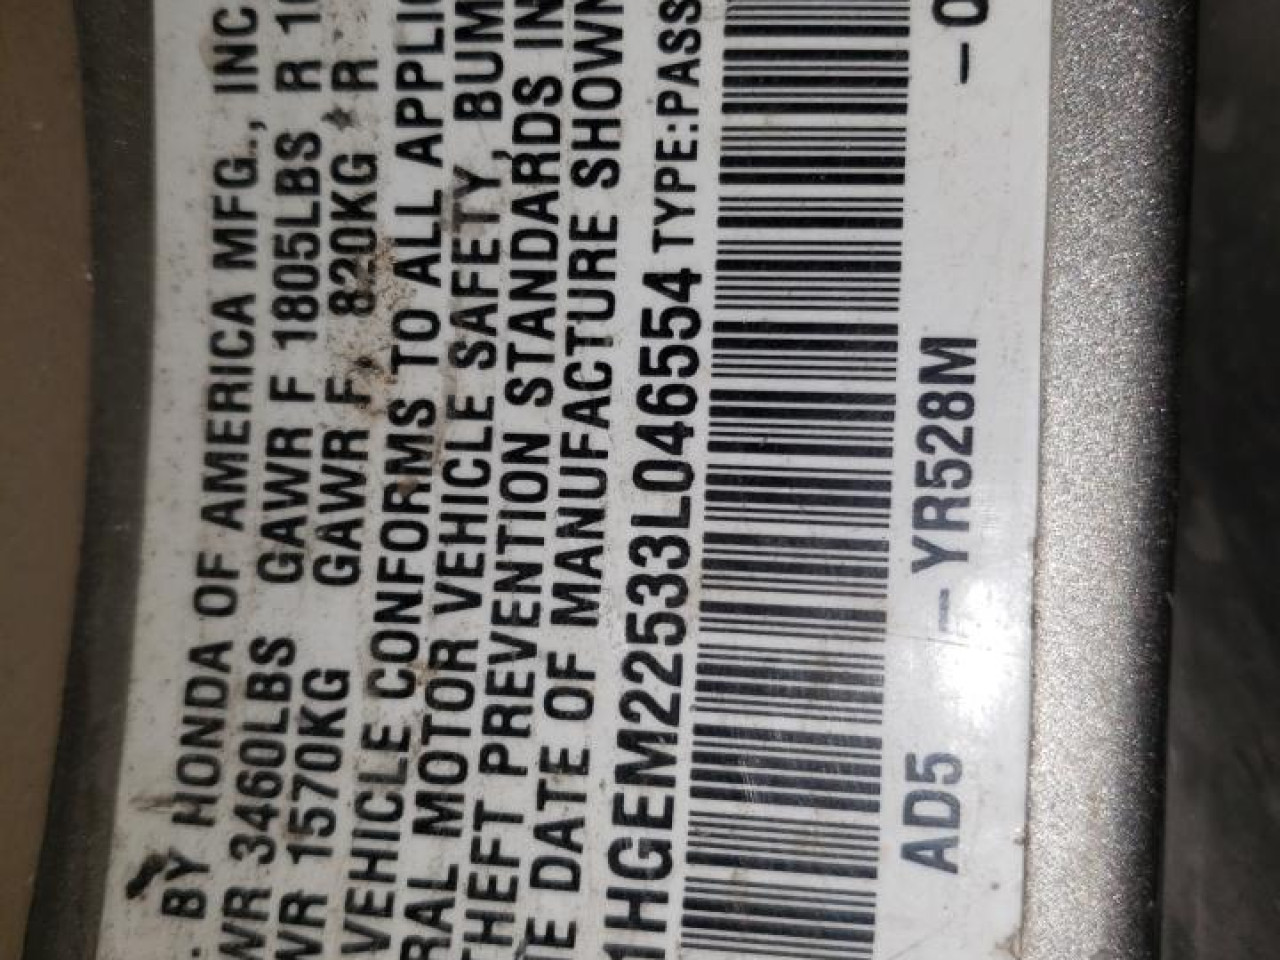 BY HONDA OF AMERICA MFG., INC
WR 3460LBS GAWR F 1805LBS R
WR 1570KG GAWR F 820KG R
VEHICLE CONFORMS TO ALL APPLIC
RAL MOTOR VEHICLE SAFETY, BUM
THEFT PREVENTION STANDARDS IN
E DATE OF MANUFACTURE SHOWN
1HGEM22533L046554 TYPE:PASS
AD5 – YR528M –